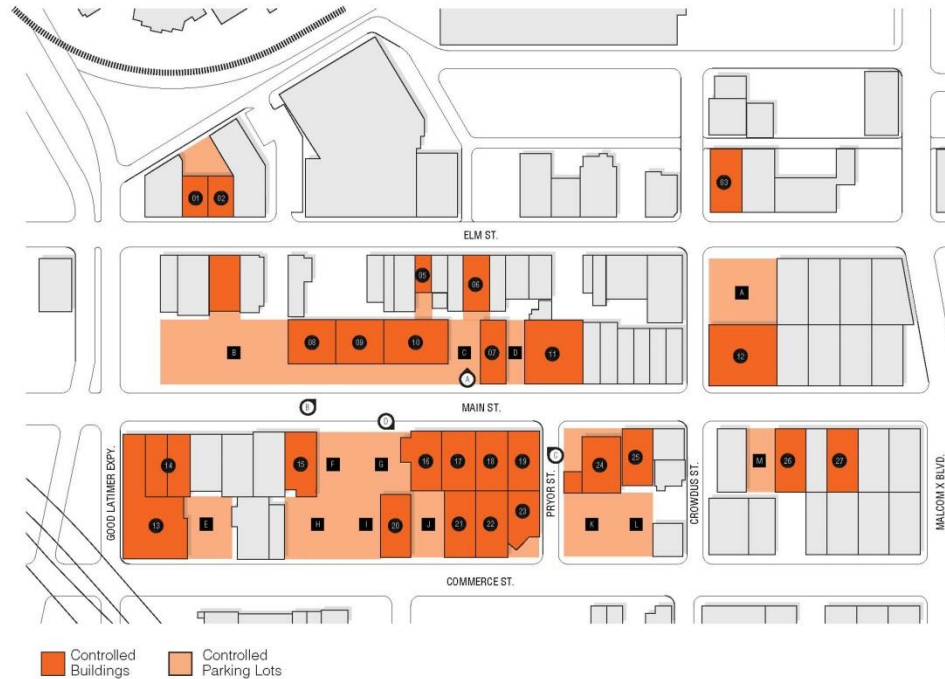 01
02
03
ELM ST.
05
06
A
B
08
09
10
C
07
D
11
12
A
MAIN ST.
B
D
C
GOOD LATIMER EXPY.
14
15
F
G
16
17
18
19
PRYOR ST.
24
25
CROWDUS ST.
M
26
27
MALCOM X BLVD.
13
E
H
I
20
J
21
22
23
K
L
COMMERCE ST.
Controlled
Buildings
Controlled
Parking Lots